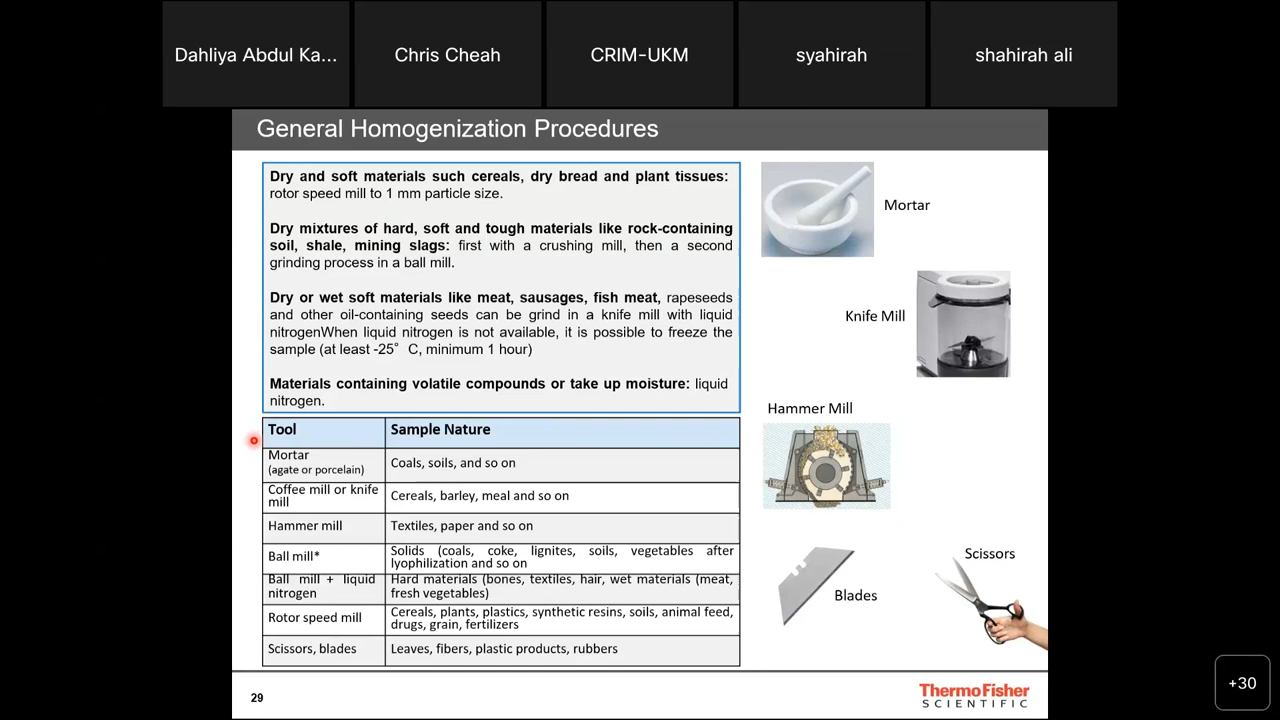 Dahliya Abdul Ka...
Chris Cheah
CRIM-UKM
syahirah
shahirah ali
General Homogenization Procedures
Dry and soft materials such cereals, dry bread and plant tissues:
rotor speed mill to 1 mm particle size.
Dry mixtures of hard, soft and tough materials like rock-containing
soil, shale, mining slags: first with a crushing mill, then a second
grinding process in a ball mill.
Dry or wet soft materials like meat, sausages, fish meat, rapeseeds
and other oil-containing seeds can be grind in a knife mill with liquid
nitrogenWhen liquid nitrogen is not available, it is possible to freeze the
sample (at least -25° C, minimum 1 hour)
Materials containing volatile compounds or take up moisture: liquid
nitrogen.
Mortar
Knife Mill
Hammer Mill
Blades
Scissors
Tool
Sample Nature
Mortar
(agate or porcelain)
Coals, soils, and so on
Coffee mill or knife
mill
Cereals, barley, meal and so on
Hammer mill
Textiles, paper and so on
Ball mill*
Solids (coals, coke, lignites, soils, vegetables after
lyophilization and so on
Ball mill + liquid
nitrogen
Hard materials (bones, textiles, hair, wet materials (meat,
fresh vegetables)
Rotor speed mill
Cereals, plants, plastics, synthetic resins, soils, animal feed,
drugs, grain, fertilizers
Scissors, blades
Leaves, fibers, plastic products, rubbers
29
ThermoFisher
SCIENTIFIC
+30